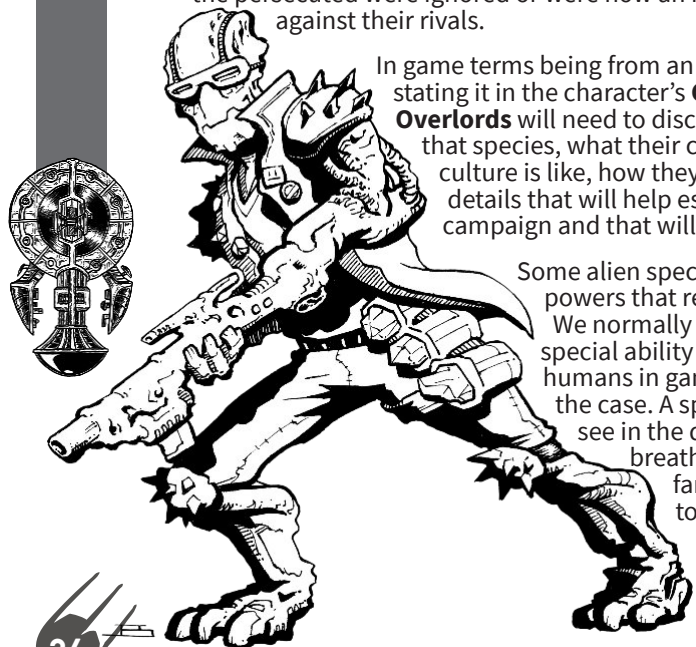 the persecuted were ignored or were now an
against their rivals.
In game terms being from an
stating it in the character's
Overlords will need to disc
that species, what their c
culture is like, how they
details that will help es
campaign and that will
Some alien spec
powers that re
We normally
special ability
humans in gar
the case. A sp
see in the d
breath
far
to